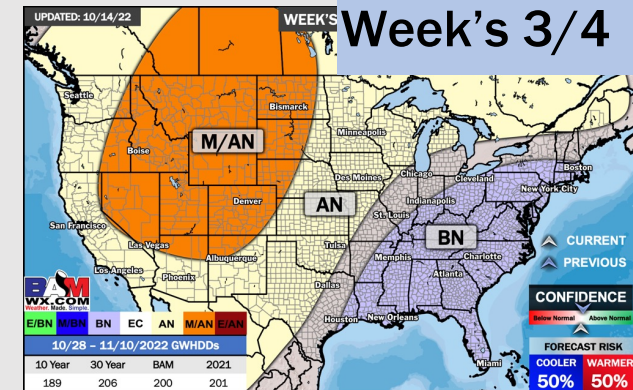 UPDATED: 10/14/22
WEEK'S
Week's 3/4
Seattle
Bismarck
Minneapolis
M/AN
Boise
Boston
Des Moines
Chicago
Cleveland
New York City
Denver
AN
Indianapolis
St. Louis
San Francisco
BN
CURRENT
Las Vegas
Tulsa
Memphis
Charlotte
PREVIOUS
Albuquerque
Los Angeles
Phoenix
Atlanta
Dallas
BAM
WX.COM
Weather. Made. Simple.
CONFIDENCE
Below Normal
Above Normal
Houston
New Orleans
E/BN M/BN BN EC AN M/AN E/AN
FORECAST RISK
10/28 – 11/10/2022 GWHDDs
COOLER WARMER
Miami
10 Year 30 Year BAM 2021
50% 50%
189 206 200 201